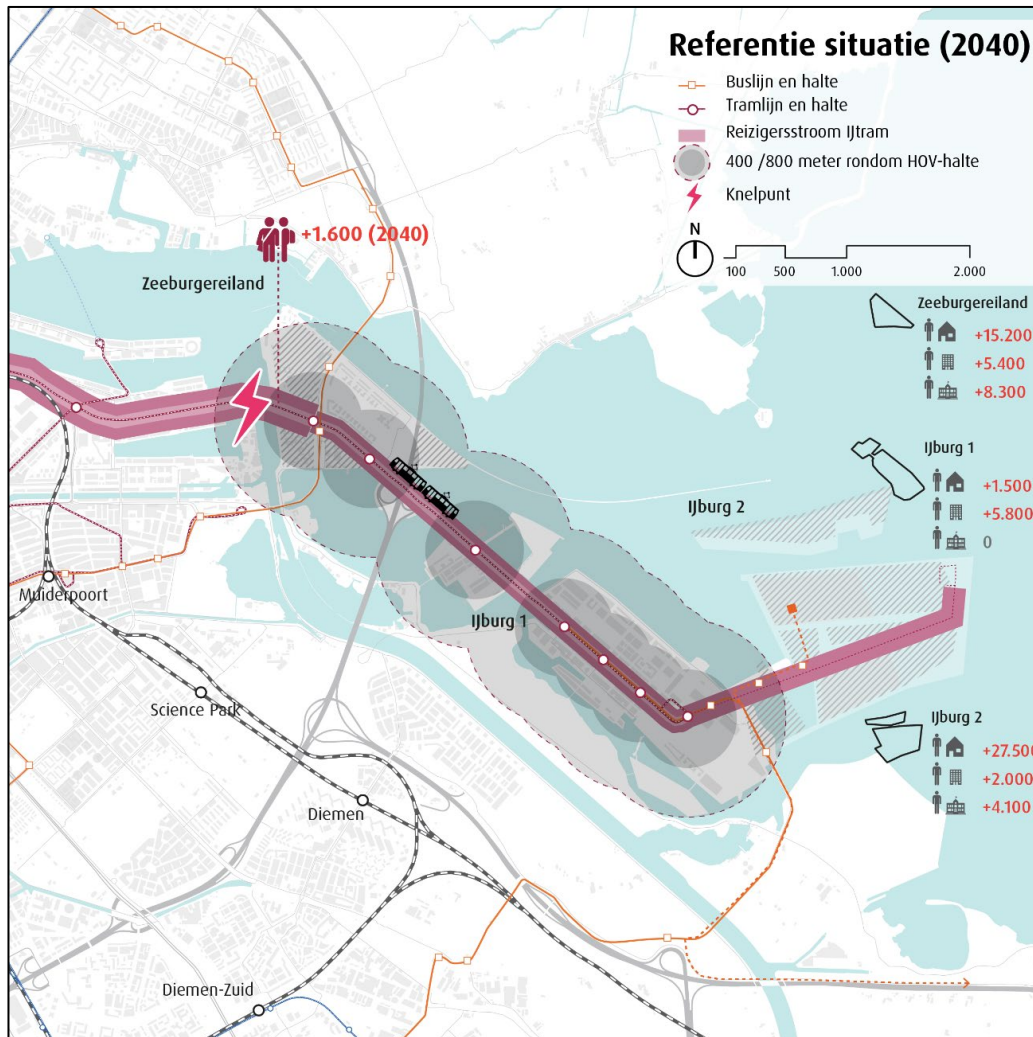 Referentie situatie (2040)
Buslijn en halte
Tramlijn en halte
Reizigersstroom IJtram
400 /800 meter rondom HOV-halte
Knelpunt
N
100
500
1.000
2.000
+1.600 (2040)
Zeeburgereiland
Zeeburgereiland
+15.200
+5.400
+8.300
IJburg 1
+1.500
+5.800
0
IJburg 2
Muiderpoort
IJburg 1
Science Park
IJburg 2
+27.500
+2.000
+4.100
Diemen
Diemen-Zuid